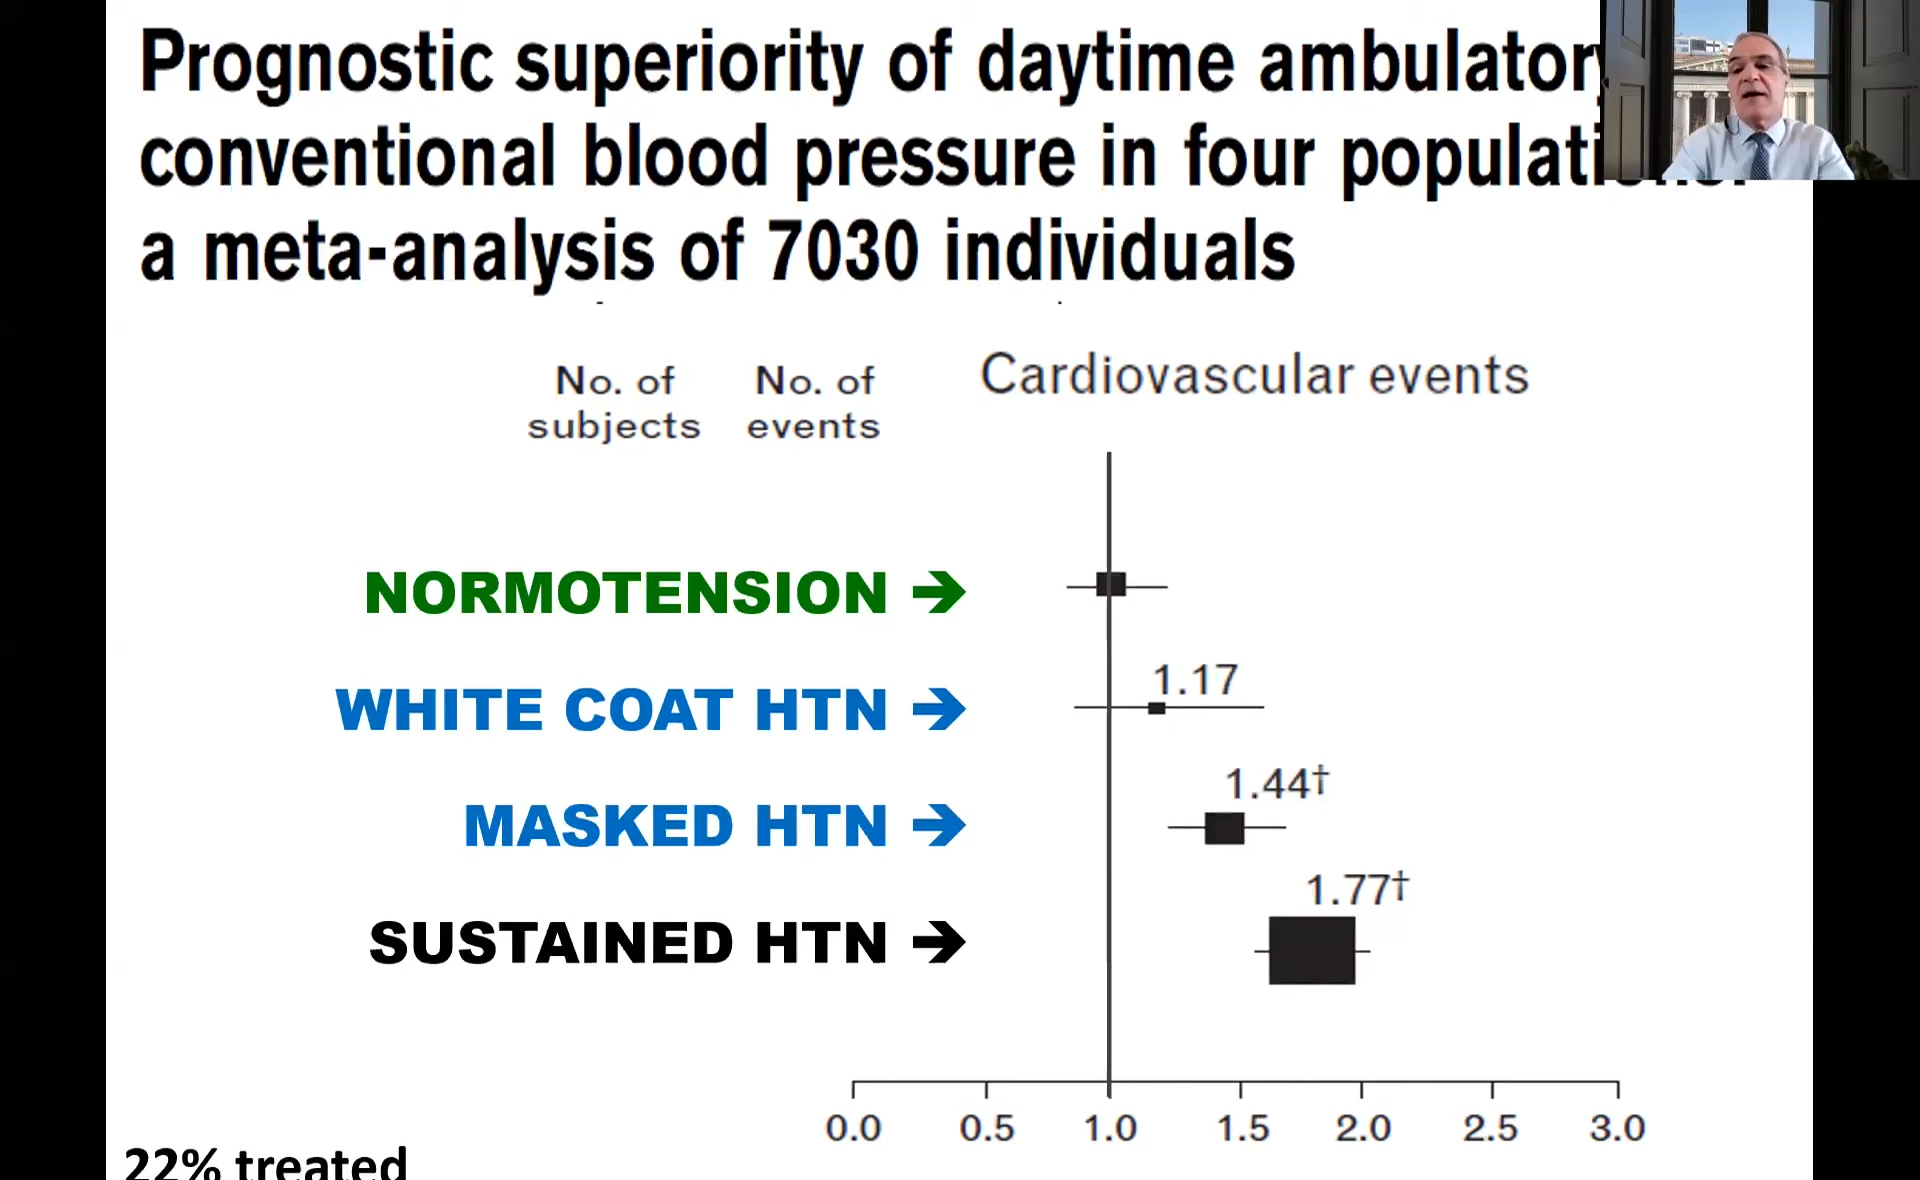 Prognostic superiority of daytime ambulatory
conventional blood pressure in four
a meta-analysis of 7030 individuals
No. of subjects
No. of events
Cardiovascular events
NORMOTENSION ➔
WHITE COAT HTN ➔
1.17
MASKED HTN ➔
1.44†
SUSTAINED HTN ➔
1.77†
0.0 0.5 1.0 1.5 2.0 2.5 3.0
22% treated